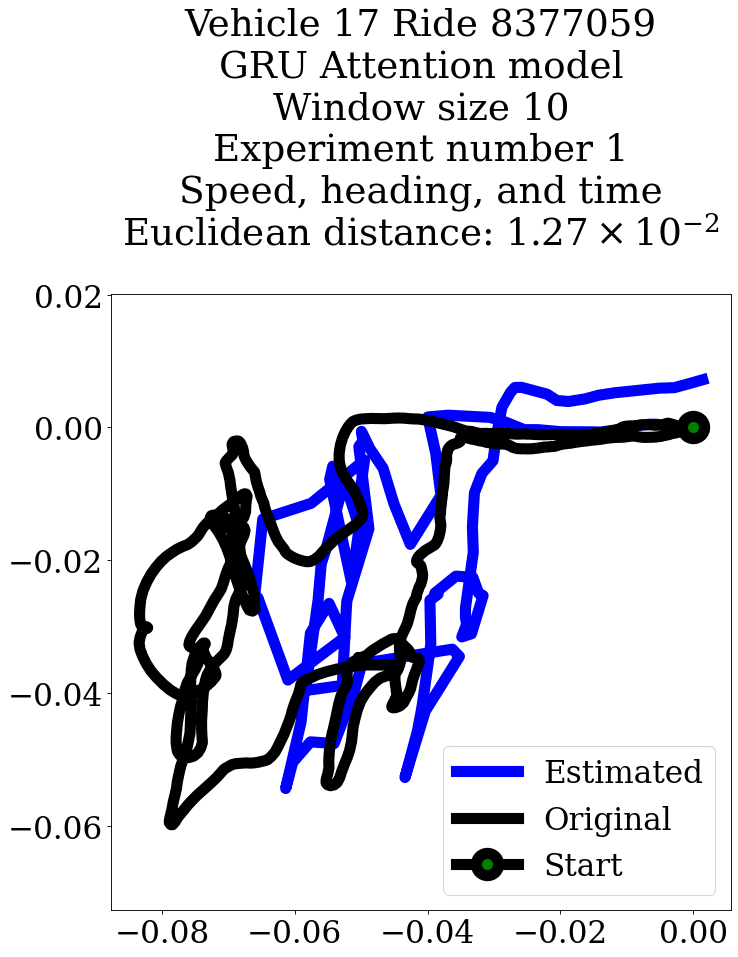 Vehicle 17 Ride 8377059
GRU Attention model
Window size 10
Experiment number 1
Speed, heading, and time
Euclidean distance: 1.27 × 10⁻²
0.02
0.00
−0.02
−0.04
−0.06
Estimated
Original
Start
−0.08 −0.06 −0.04 −0.02 0.00